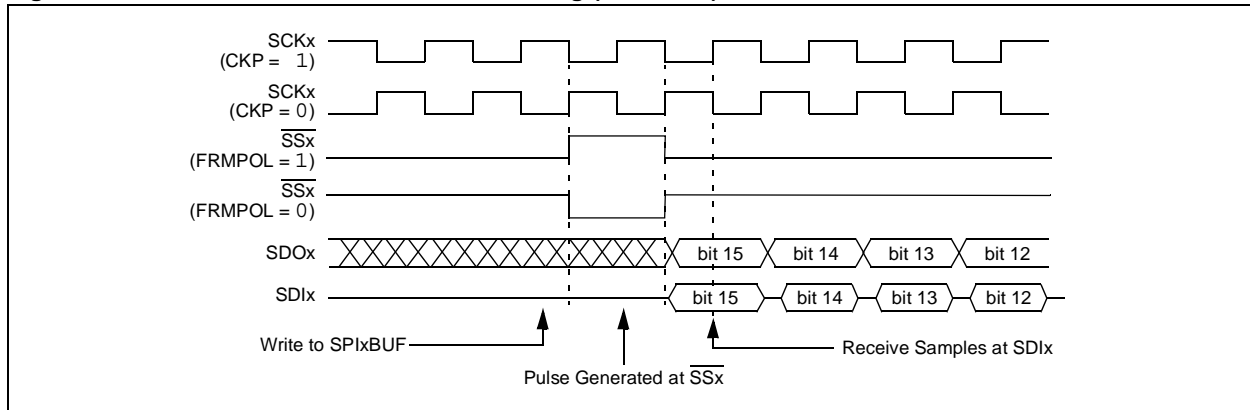 SCKx
(CKP = 1)
SCKx
(CKP = 0)
SSx
(FRMPOL = 1)
SSx
(FRMPOL = 0)
SDOx
bit 15 bit 14 bit 13 bit 12
SDIx
bit 15 bit 14 bit 13 bit 12
Write to SPIxBUF
Receive Samples at SDIx
Pulse Generated at SSx